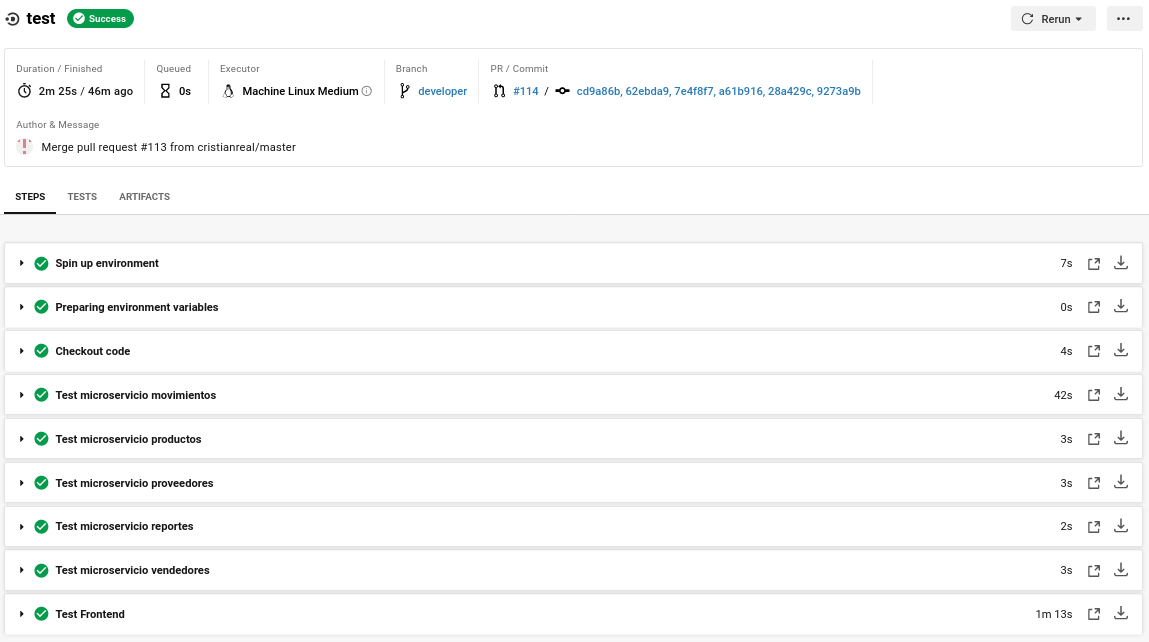 test Success Rerun
Duration / Finished Queued Executor Branch PR / Commit
2m 25s / 46m ago 0s Machine Linux Medium developer #114 / cd9a86b, 62ebda9, 7e4f8f7, a61b916, 28a429c, 9273a9b
Author & Message
Merge pull request #113 from cristianreal/master
STEPS TESTS ARTIFACTS
Spin up environment 7s
Preparing environment variables 0s
Checkout code 4s
Test microservicio movimientos 42s
Test microservicio productos 3s
Test microservicio proveedores 3s
Test microservicio reportes 2s
Test microservicio vendedores 3s
Test Frontend 1m 13s